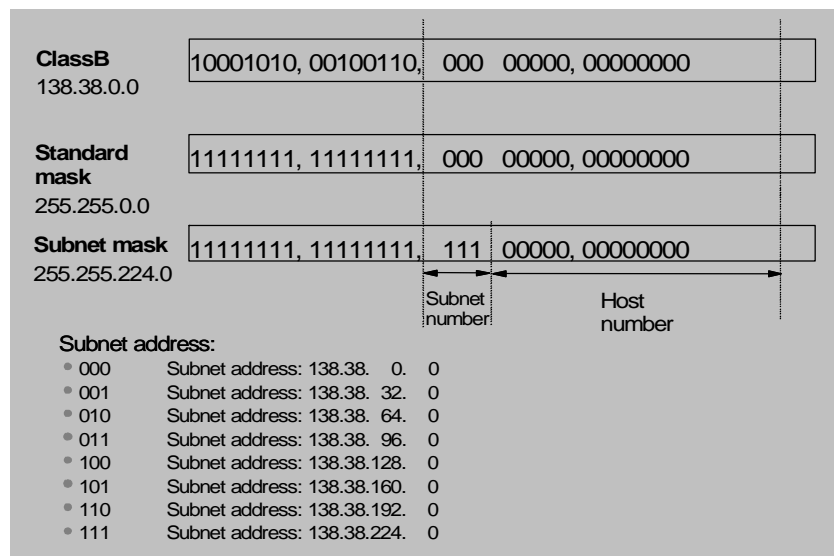 ClassB
138.38.0.0
10001010, 00100110, 000 00000, 00000000
Standard
mask
255.255.0.0
11111111, 11111111, 000 00000, 00000000
Subnet mask
255.255.224.0
11111111, 11111111, 111 00000, 00000000
Subnet
number
Host
number
Subnet address:
000 Subnet address: 138.38. 0. 0
001 Subnet address: 138.38. 32. 0
010 Subnet address: 138.38. 64. 0
011 Subnet address: 138.38. 96. 0
100 Subnet address: 138.38.128. 0
101 Subnet address: 138.38.160. 0
110 Subnet address: 138.38.192. 0
111 Subnet address: 138.38.224. 0